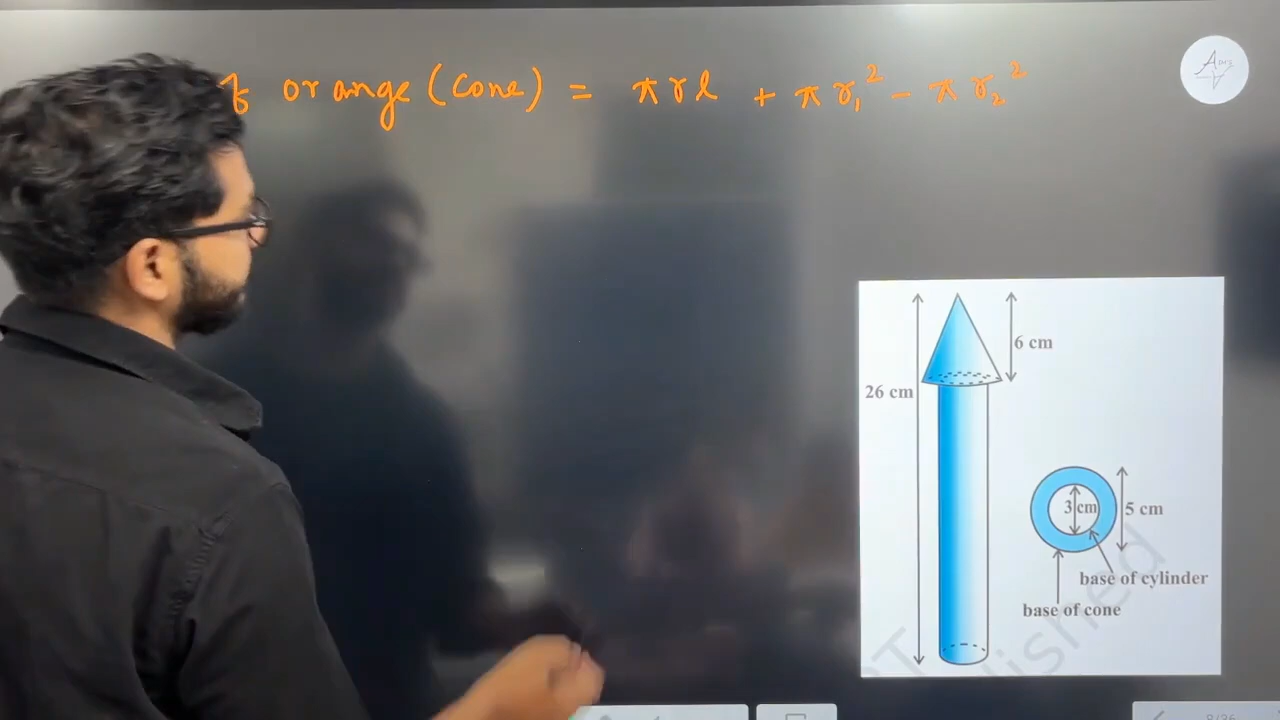 orange (cone) = πrl + πr₁² - πr₂²
6 cm
26 cm
3 cm
5 cm
base of cylinder
base of cone